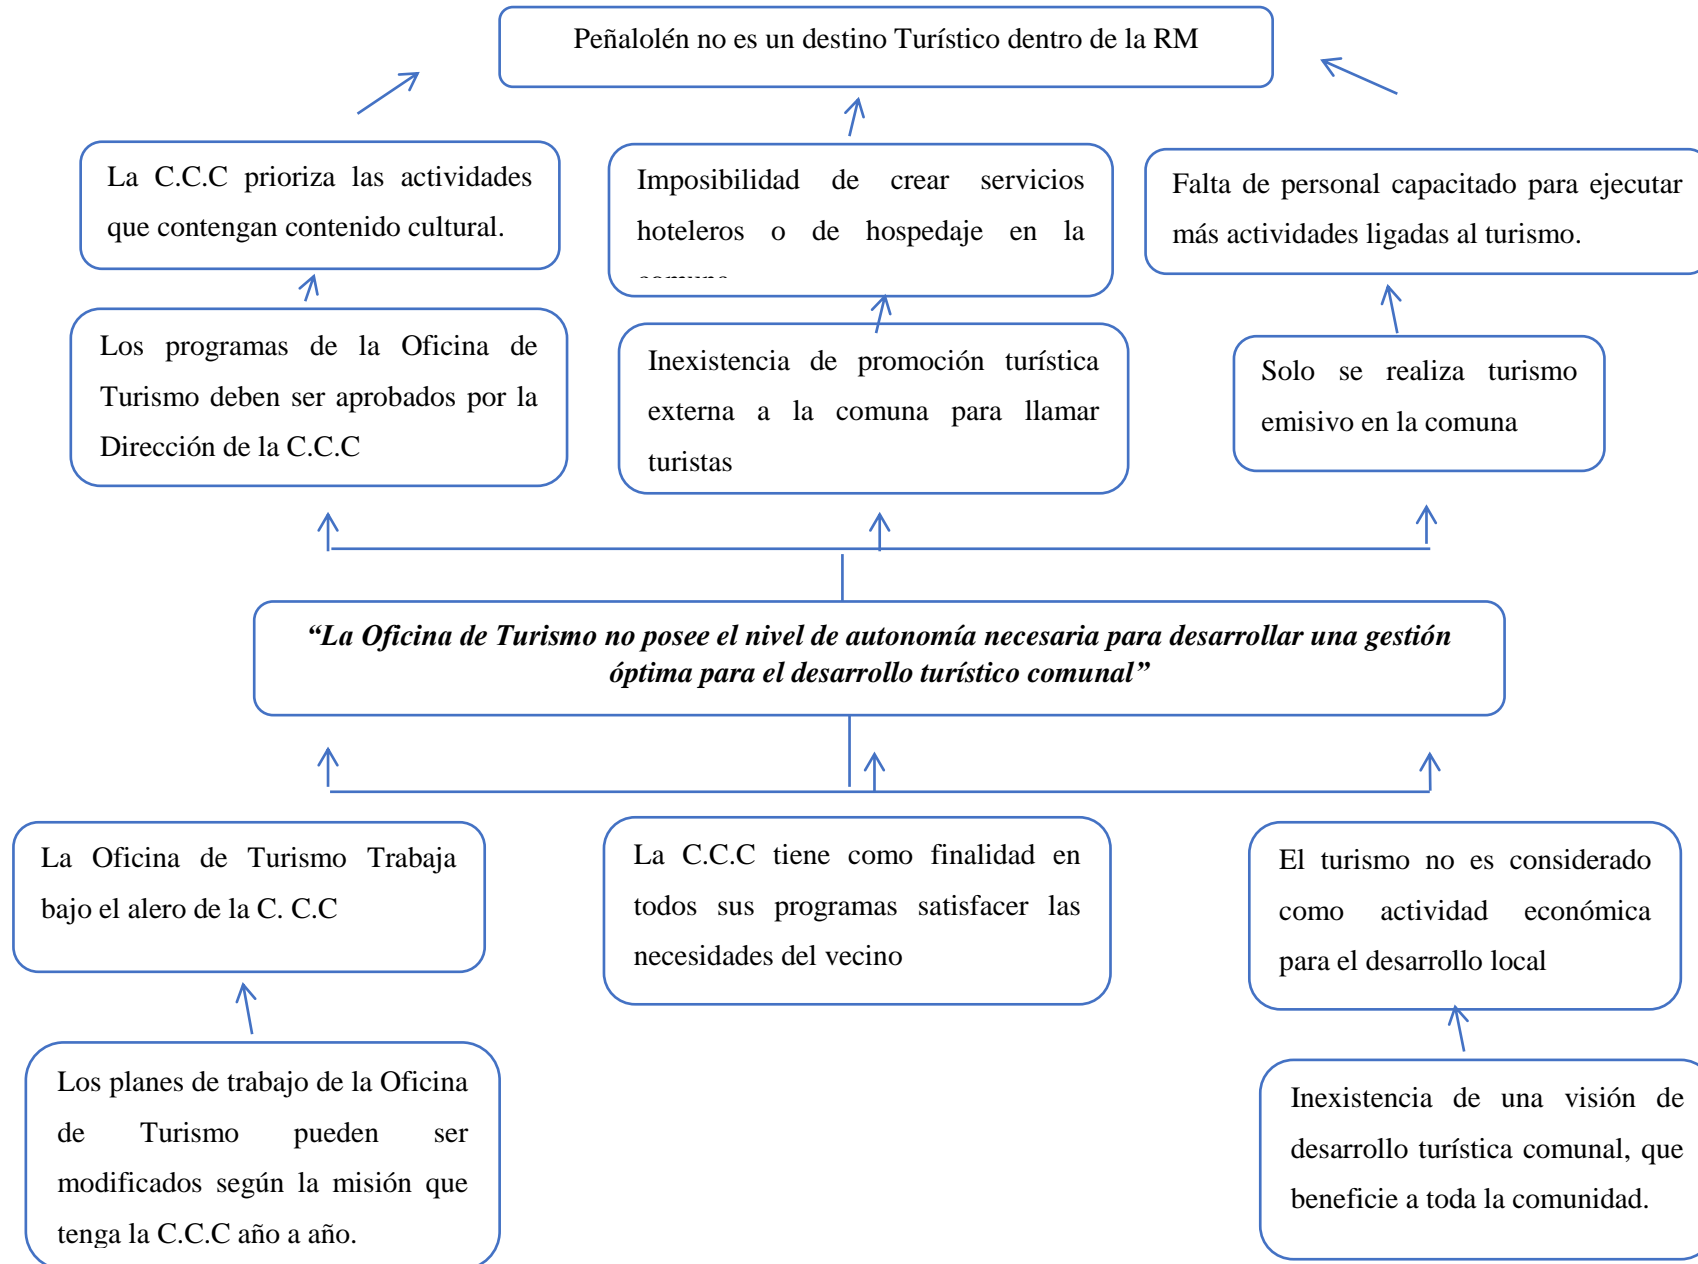 Peñalolén no es un destino Turístico dentro de la RM
La C.C.C prioriza las actividades
que contengan contenido cultural.
Imposibilidad de crear servicios
hoteleros o de hospedaje en la
Falta de personal capacitado para ejecutar
más actividades ligadas al turismo.
Los programas de la Oficina de
Turismo deben ser aprobados por la
Dirección de la C.C.C
Inexistencia de promoción turística
externa a la comuna para llamar
turistas
Solo se realiza turismo
emisivo en la comuna
“La Oficina de Turismo no posee el nivel de autonomía necesaria para desarrollar una gestión
óptima para el desarrollo turístico comunal”
La Oficina de Turismo Trabaja
bajo el alero de la C. C.C
La C.C.C tiene como finalidad en
todos sus programas satisfacer las
necesidades del vecino
El turismo no es considerado
como actividad económica
para el desarrollo local
Los planes de trabajo de la Oficina
de Turismo pueden ser
modificados según la misión que
tenga la C.C.C año a año.
Inexistencia de una visión de
desarrollo turística comunal, que
beneficie a toda la comunidad.